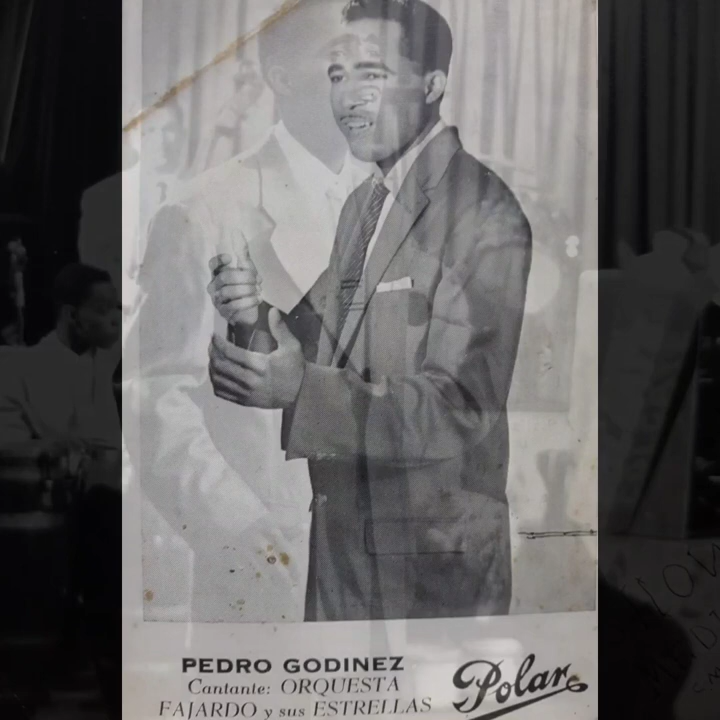 PEDRO GODINEZ
Cantante: ORQUESTA
FAJARDO y sus ESTRELLAS
Polar